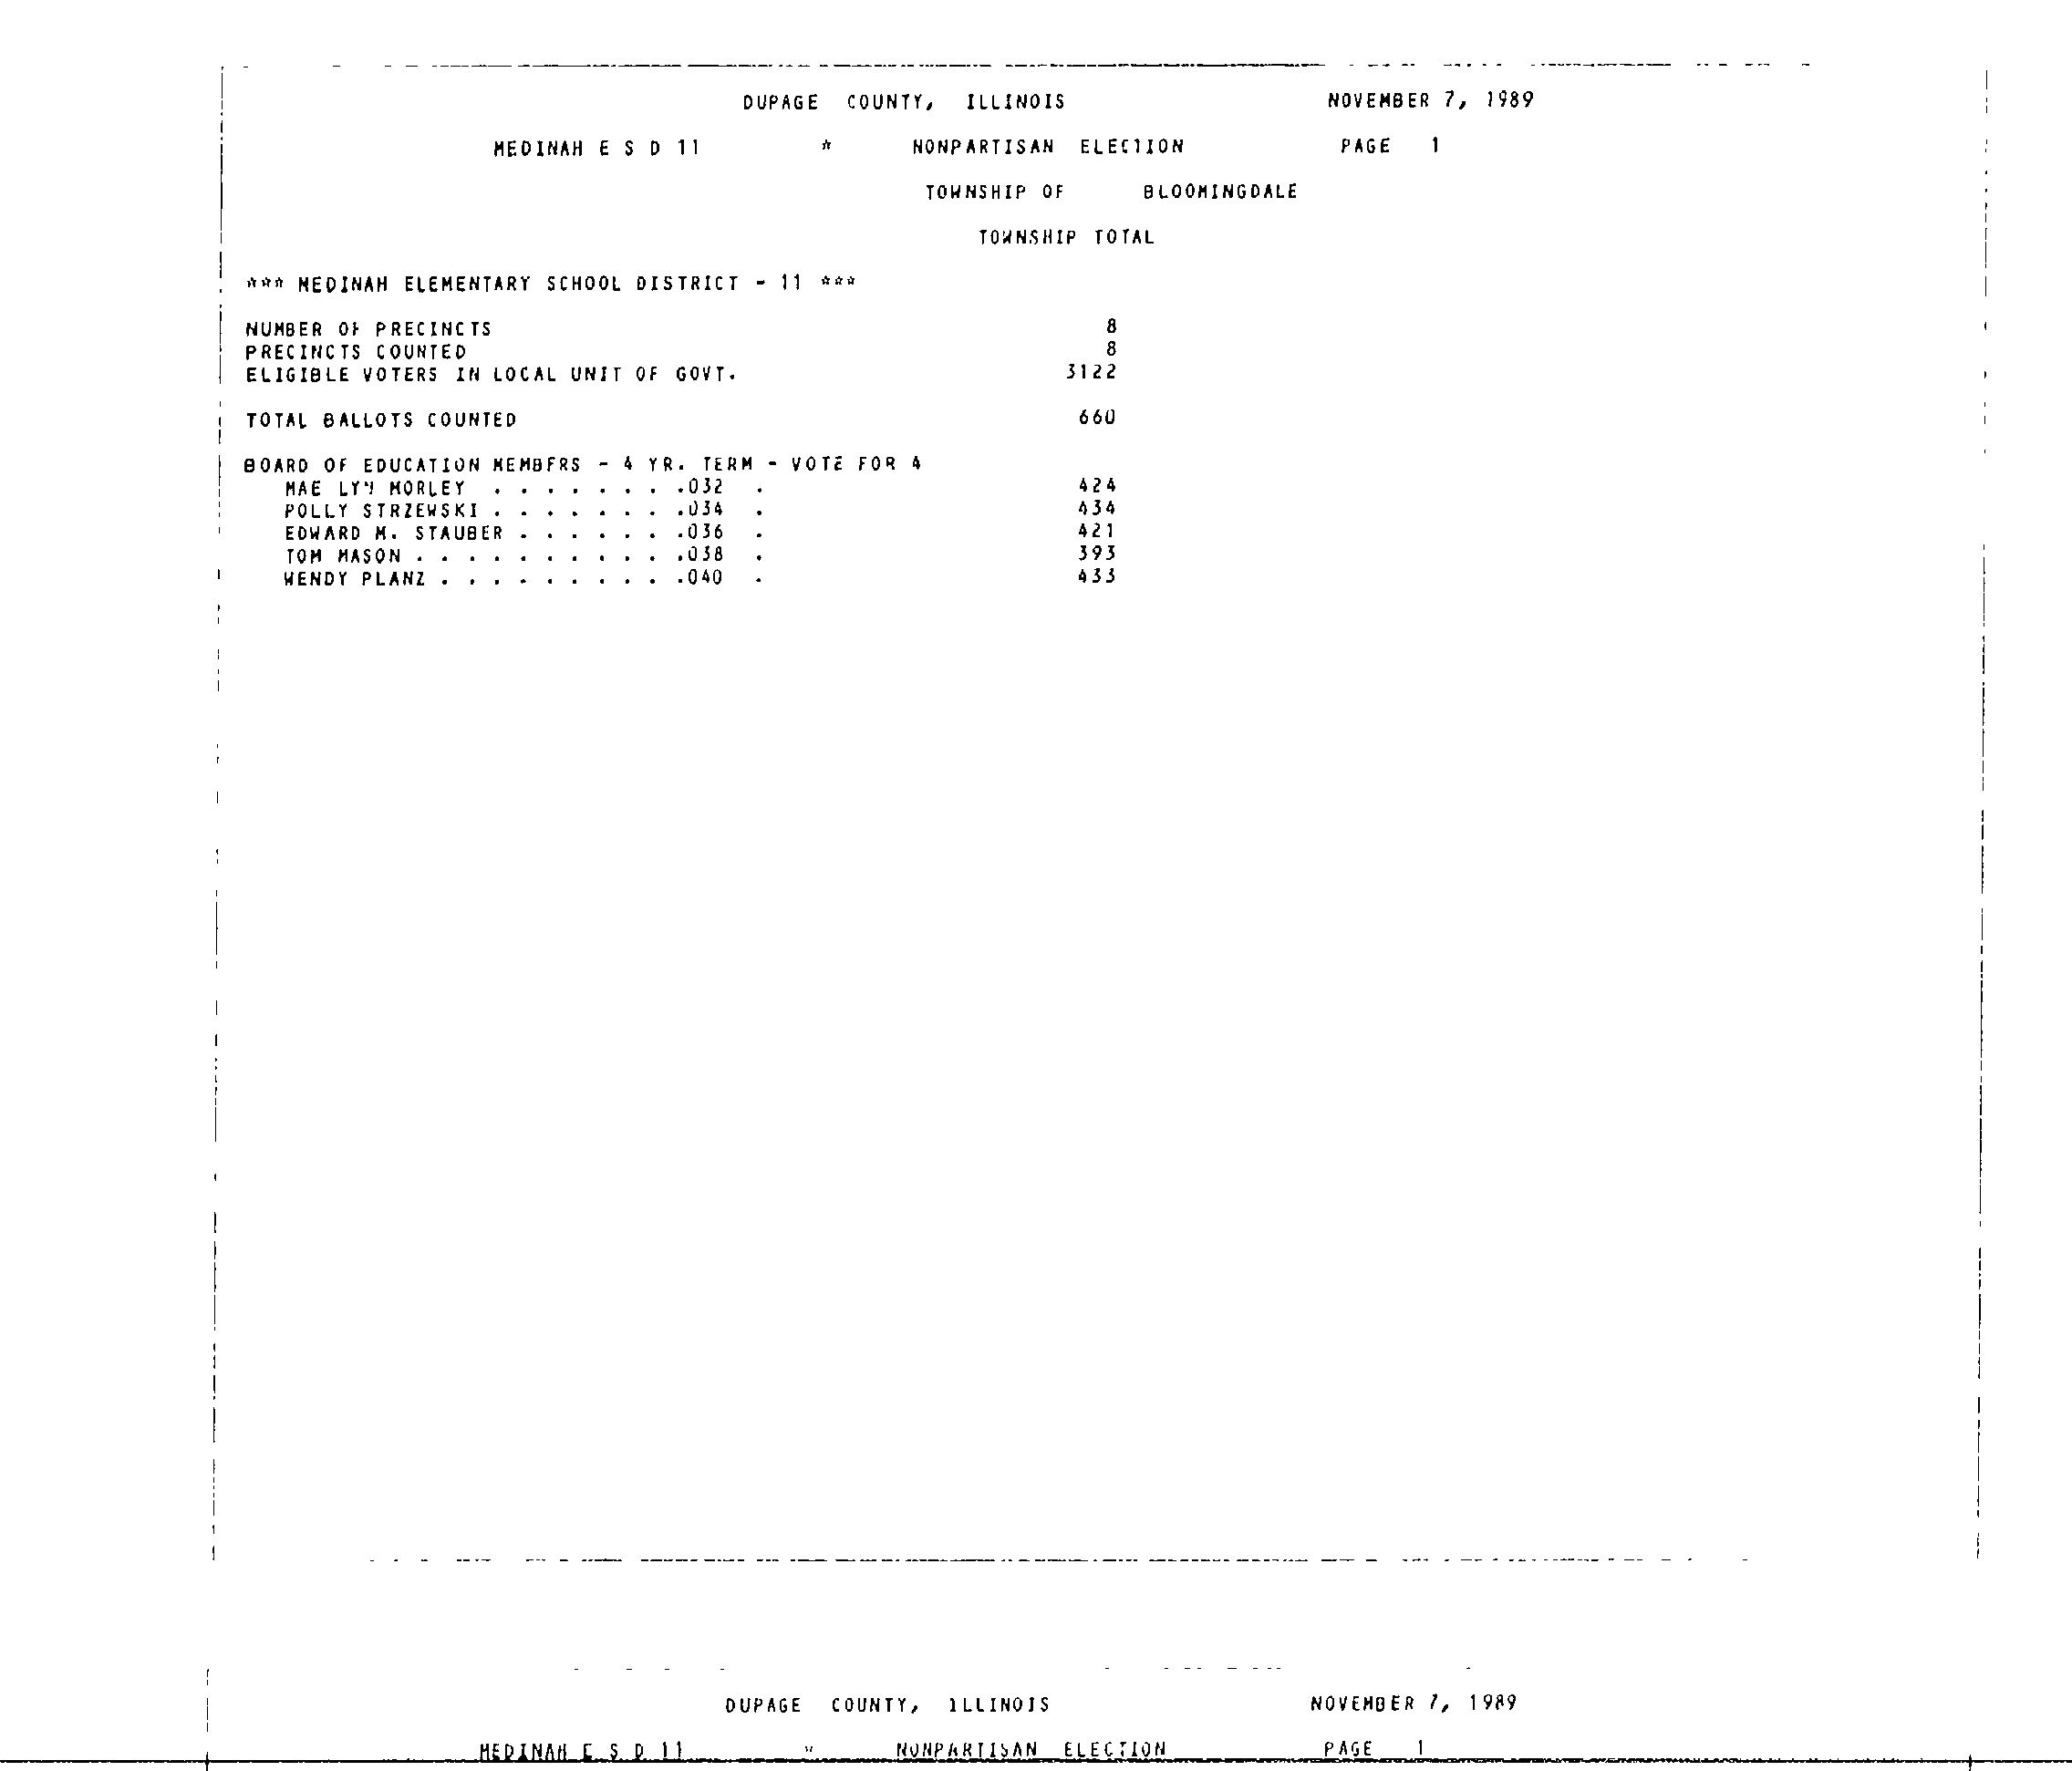 DUPAGE COUNTY, ILLINOIS NOVEMBER 7, 1989
MEDINAH E S D 11 * NONPARTISAN ELECTION PAGE 1
TOWNSHIP OF BLOOMINGDALE
TOWNSHIP TOTAL
*** MEDINAH ELEMENTARY SCHOOL DISTRICT - 11 ***
NUMBER OF PRECINCTS 8
PRECINCTS COUNTED 8
ELIGIBLE VOTERS IN LOCAL UNIT OF GOVT. 3122
TOTAL BALLOTS COUNTED 660
BOARD OF EDUCATION MEMBERS - 4 YR. TERM - VOTE FOR 4
MAE LYN MORLEY . . . . . . . .032 . 424
POLLY STRZEWSKI . . . . . . . .034 . 434
EDWARD M. STAUBER . . . . . . .036 . 421
TOM MASON . . . . . . . . . . .038 . 393
WENDY PLANZ . . . . . . . . . .040 . 433
DUPAGE COUNTY, ILLINOIS NOVEMBER 7, 1989
MEDINAH E S D 11 * NONPARTISAN ELECTION PAGE 1